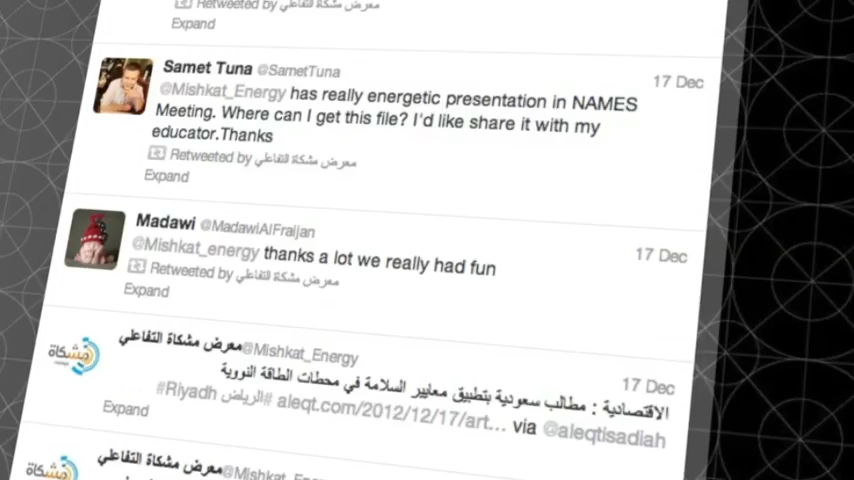 Retweeted by معرض مشكاة التفاعلي
Expand
Samet Tuna @SametTuna
17 Dec
@Mishkat_Energy has really energetic presentation in NAMES
Meeting. Where can I get this file? I'd like share it with my
educator.Thanks
Retweeted by معرض مشكاة التفاعلي
Expand
Madawi @MadawiAlFraijan
17 Dec
@Mishkat_energy thanks a lot we really had fun
Retweeted by معرض مشكاة التفاعلي
Expand
مشكاة
معرض مشكاة التفاعلي @Mishkat_Energy
17 Dec
الاقتصادية : مطالب سعودية بتطبيق معايير السلامة في محطات الطاقة النووية
#Riyadh #الرياض aleqt.com/2012/12/17/art... via @aleqtisadiah
Expand
مشكاة
معرض مشكاة التفاعلي @Mishkat_Energy